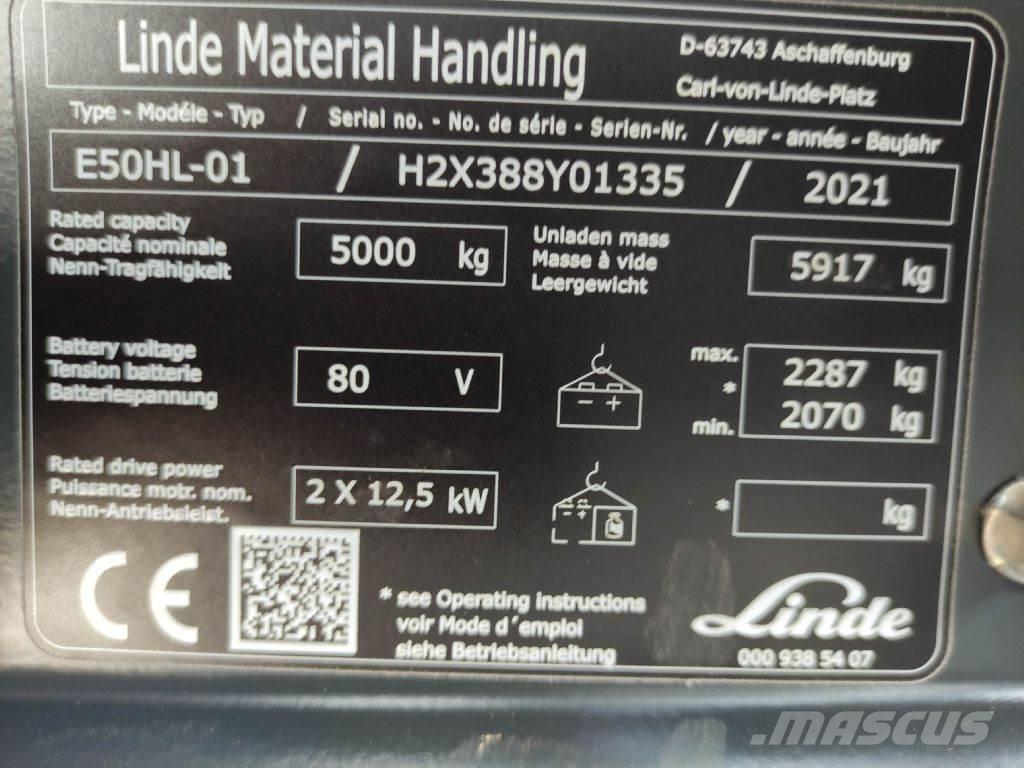 Linde Material Handling
D-63743 Aschaffenburg
Carl-von-Linde-Platz
Type - Modéle - Typ / Serial no. - No. de série - Serien-Nr. / year - année - Baujahr
E50HL-01 / H2X388Y01335 / 2021
Rated capacity
Capacité nominale
Nenn-Tragfähigkeit
5000 kg
Unladen mass
Masse à vide
Leergewicht
5917 kg
Battery voltage
Tension batterie
Batteriespannung
80 V
- +
max.
*
min.
2287 kg
2070 kg
Rated drive power
Puissance motr. nom.
Nenn-Antriebsleist.
2 X 12,5 kW
- +
* kg
CE
* see Operating instructions
voir Mode d´emploi
siehe Betriebsanleitung
Linde
000 938 54 07
.MASCUS